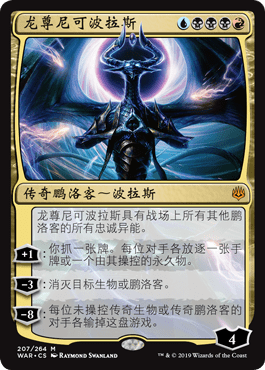 龙尊尼可波拉斯
传奇鹏洛客～波拉斯
龙尊尼可波拉斯具有战场上所有其他鹏
洛客的所有忠诚异能。
+1 : 你抓一张牌。每位对手各放逐一张手
牌或一个由其操控的永久物。
-3 : 消灭目标生物或鹏洛客。
-8 : 每位未操控传奇生物或传奇鹏洛客的
对手各输掉这盘游戏。
4
207/264 M
WAR • CS RAYMOND SWANLAND
™ & © 2019 Wizards of the Coast